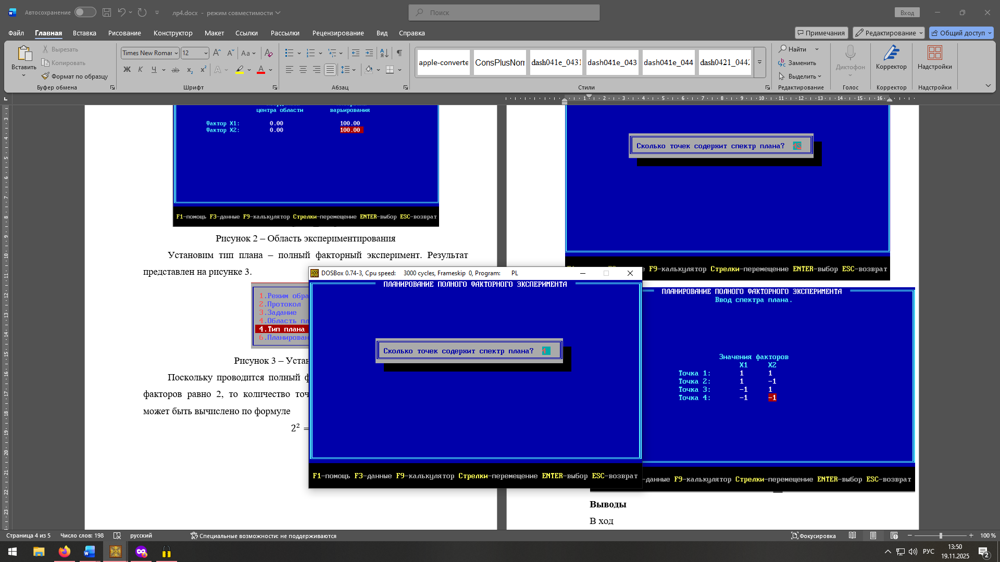 Автосохранение
лр4.docx - режим совместимости
Поиск
Вход
Файл Главная Вставка Рисование Конструктор Макет Ссылки Рассылки Рецензирование Вид Справка
Примечания Редактирование Общий доступ
Вставить
Вырезать
Копировать
Формат по образцу
Буфер обмена
Times New Roman 12
Шрифт
Абзац
apple-converte ConsPlusNorm dash041e_0431 dash041e_043 dash041e_044 dash0421_0442
Стили
Найти
Заменить
Выделить
Редактирование
Диктофон
Голос
Корректор
Корректор
Надстройки
Надстройки
центра области варьирования
Фактор X1: 0.00 100.00
Фактор X2: 0.00 100.00
F1-помощь F3-данные F9-калькулятор Стрелки-перемещение ENTER-выбор ESC-возврат
Рисунок 2 – Область экспериментирования
Установим тип плана – полный факторный эксперимент. Результат
представлен на рисунке 3.
1.Режим обра
2.Протокол
3.Задание
4.Область пл
4.Тип плана
6.Планирован
Рисунок 3 – Устан
Поскольку проводится полный ф
факторов равно 2, то количество точ
может быть вычислено по формуле
2² =
Сколько точек содержит спектр плана?
е F9-калькулятор Стрелки-перемещение ENTER-выбор ESC-возврат
DOSBox 0.74-3, Cpu speed: 3000 cycles, Frameskip 0, Program: PL
ПЛАНИРОВАНИЕ ПОЛНОГО ФАКТОРНОГО ЭКСПЕРИМЕНТА
Сколько точек содержит спектр плана? 4
F1-помощь F3-данные F9-калькулятор Стрелки-перемещение ENTER-выбор ESC-возврат
ПЛАНИРОВАНИЕ ПОЛНОГО ФАКТОРНОГО ЭКСПЕРИМЕНТА
Ввод спектра плана.
Значения факторов
X1 X2
Точка 1: 1 1
Точка 2: 1 -1
Точка 3: -1 1
Точка 4: -1 -1
-данные F9-калькулятор Стрелки-перемещение ENTER-выбор ESC-возврат
Выводы
В ход
Страница 4 из 5 Число слов: 198 русский Специальные возможности: не поддерживаются Фокусировка 100 %
РУС
13:50
19.11.2025
2